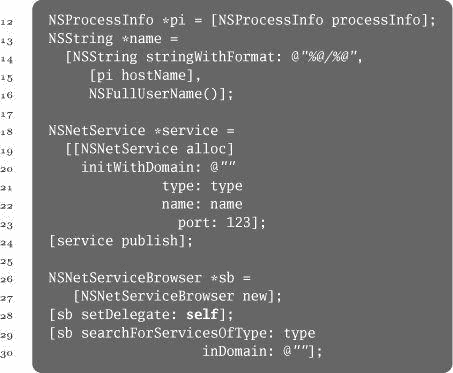 12 NSProcessInfo *pi = [NSProcessInfo processInfo];
13 NSString *name =
14 [NSString stringWithFormat: @"%@/%@",
15 [pi hostName],
16 NSFullUserName()];
17
18 NSNetService *service =
19 [[NSNetService alloc]
20 initWithDomain: @""
21 type: type
22 name: name
23 port: 123];
24 [service publish];
25
26 NSNetServiceBrowser *sb =
27 [NSNetServiceBrowser new];
28 [sb setDelegate: self];
29 [sb searchForServicesOfType: type
30 inDomain: @""];